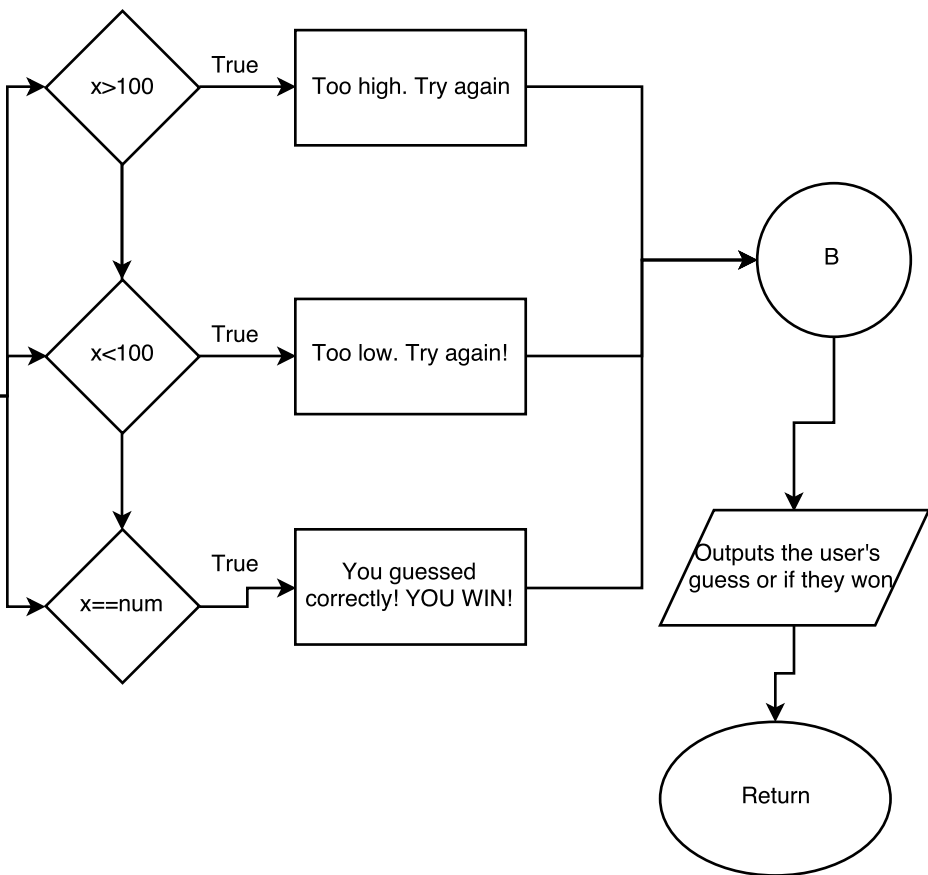 x>100
True
Too high. Try again
x<100
True
Too low. Try again!
x==num
True
You guessed
correctly! YOU WIN!
B
Outputs the user's
guess or if they won
Return